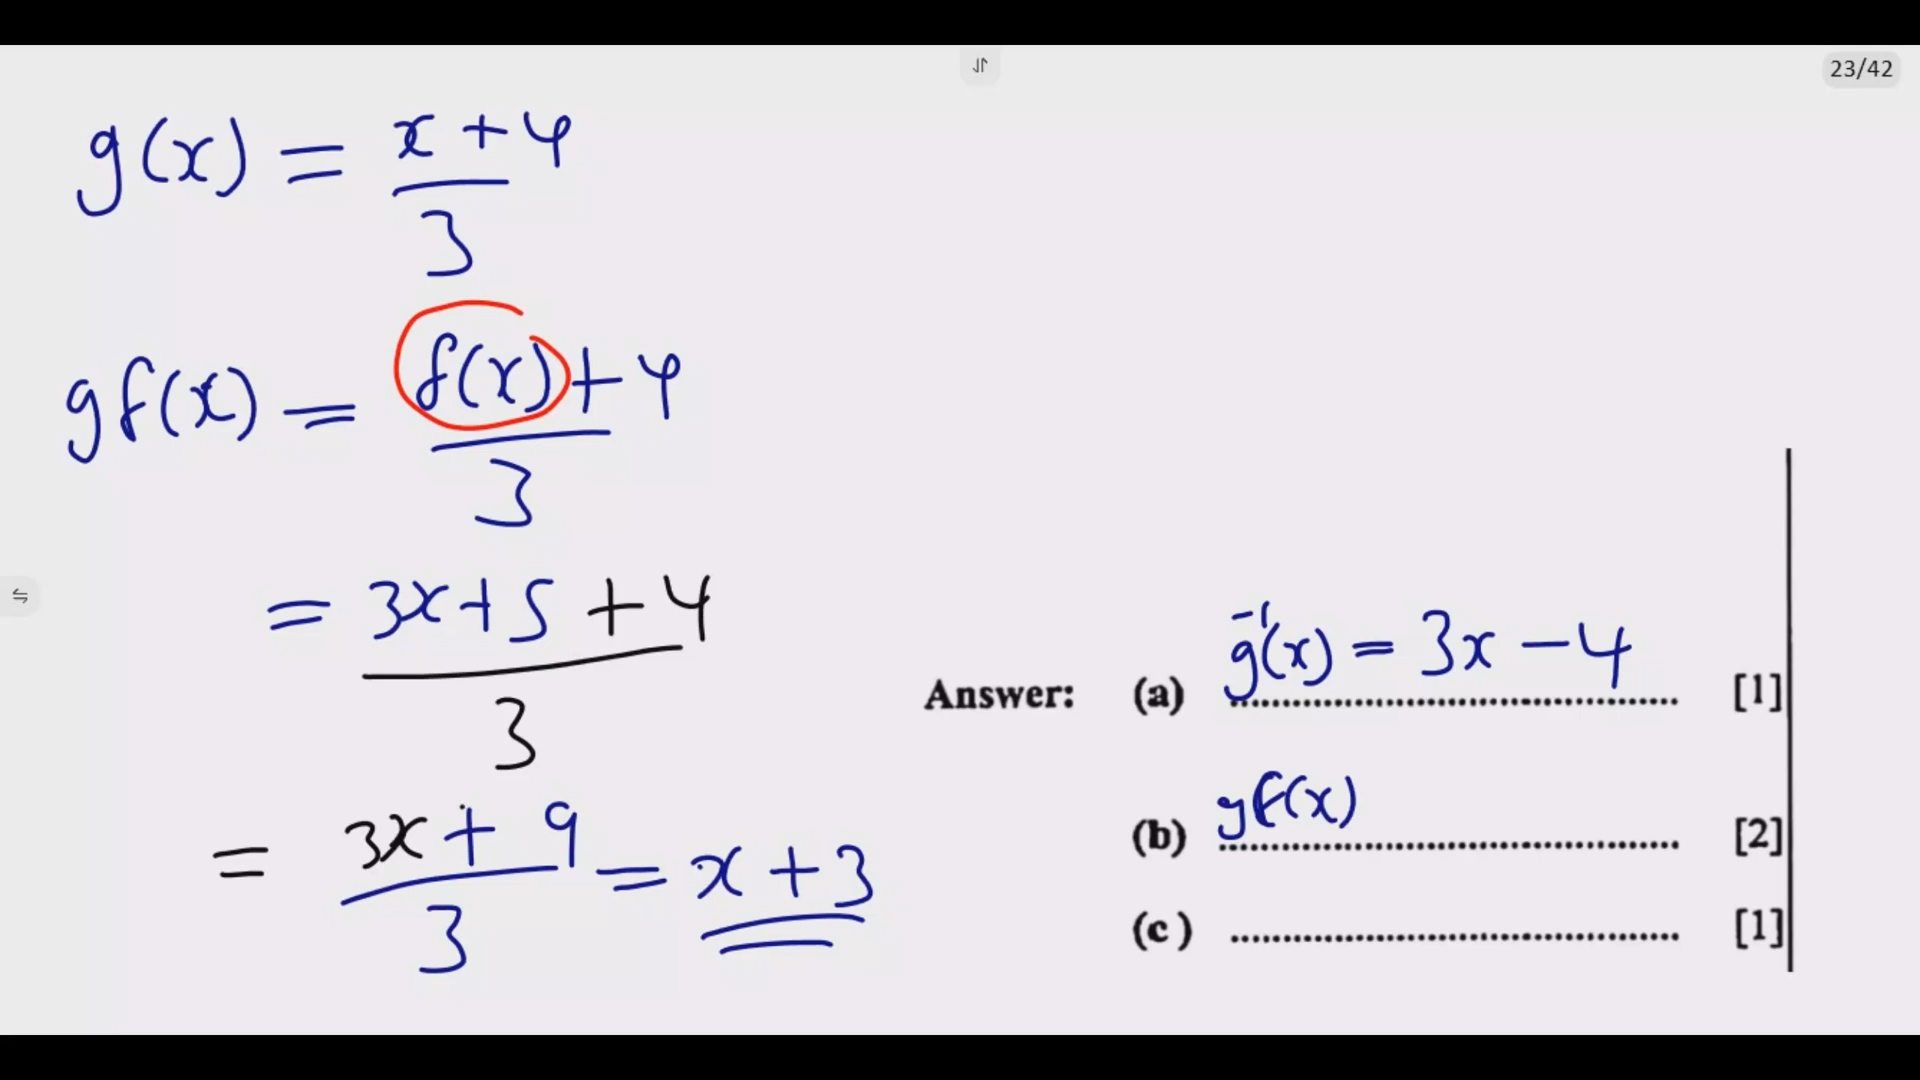 23/42
g(x) = x + 4
3
gf(x) = f(x) + 4
3
= 3x + 5 + 4
3
= 3x + 9 = x + 3
3
Answer: (a) g⁻¹(x) = 3x - 4 [1]
(b) gf(x) [2]
(c) [1]